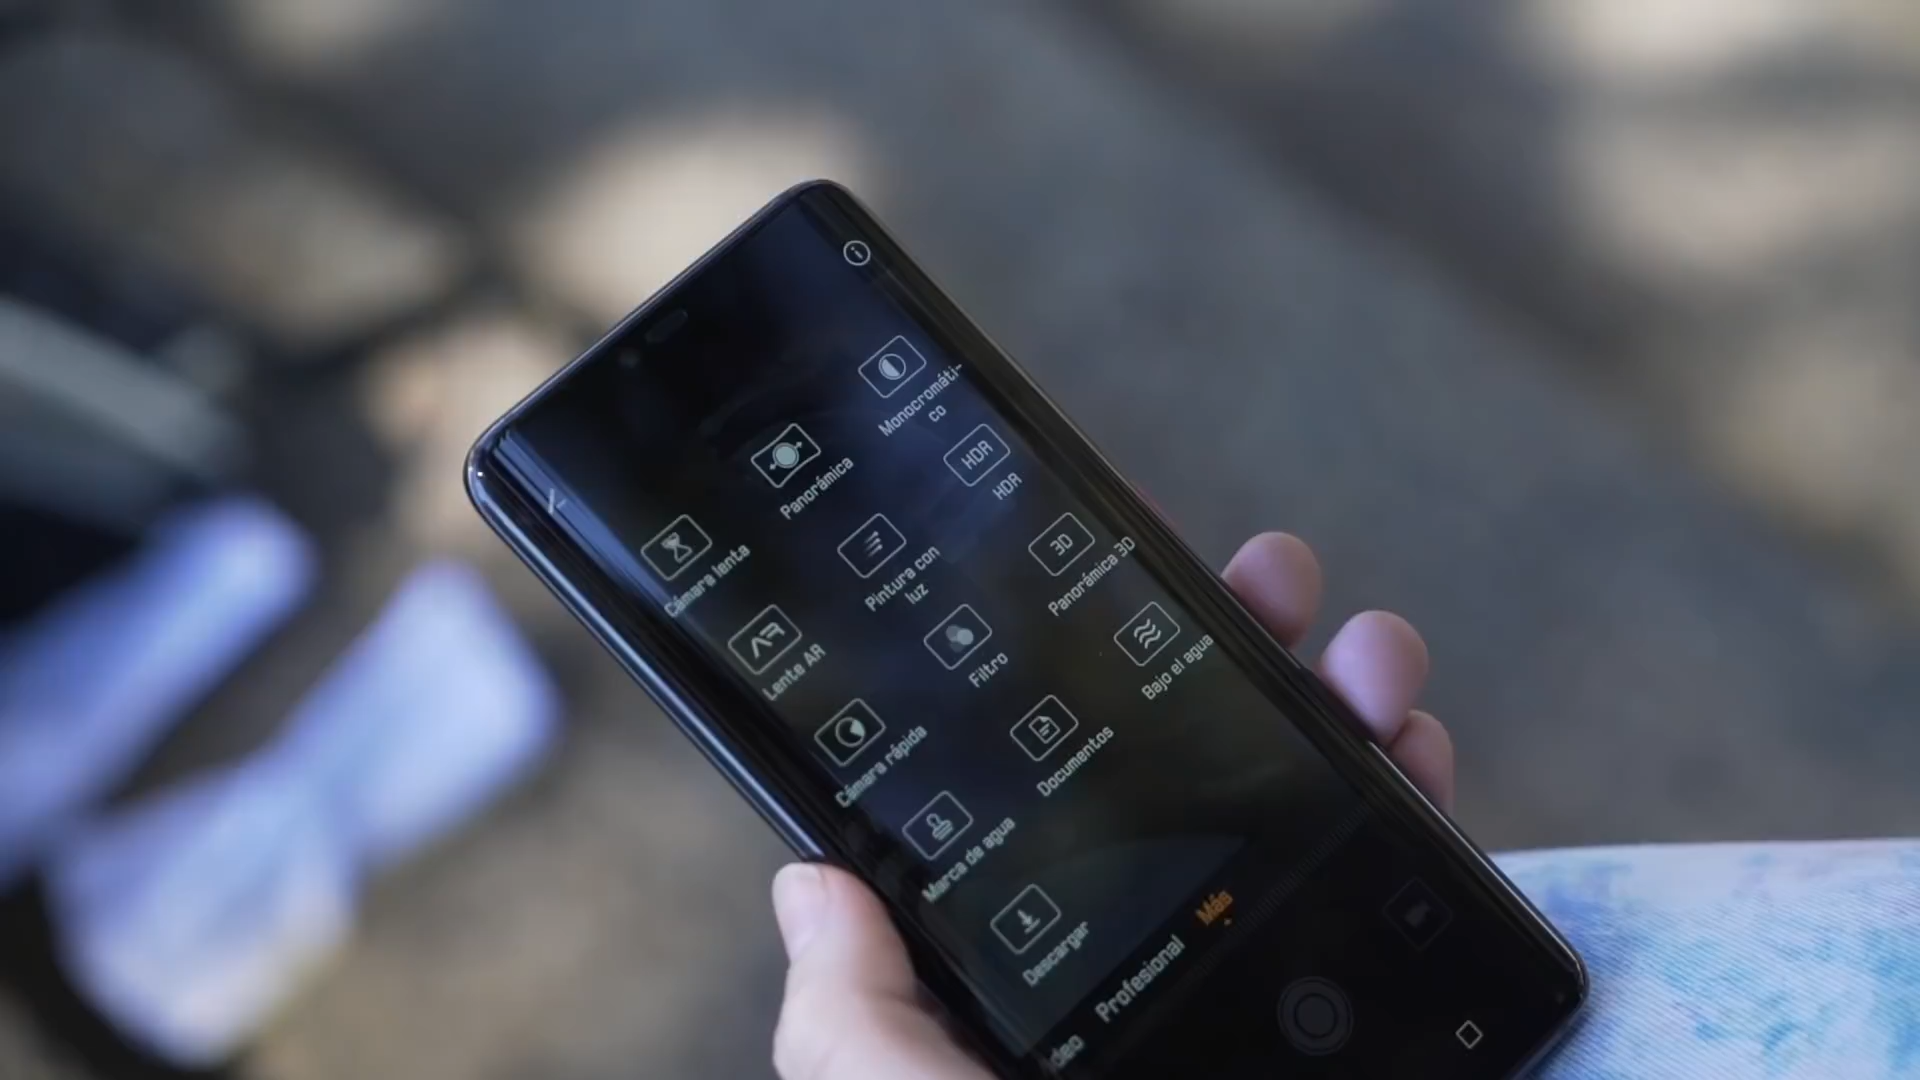 Cámara lenta
Panorámica
Monocromáti-
co
Lente AR
Pintura con
luz
HDR
HDR
Cámara rápida
Filtro
3D
Panorámica 3D
Marca de agua
Documentos
Bajo el agua
Descargar
Profesional
Más